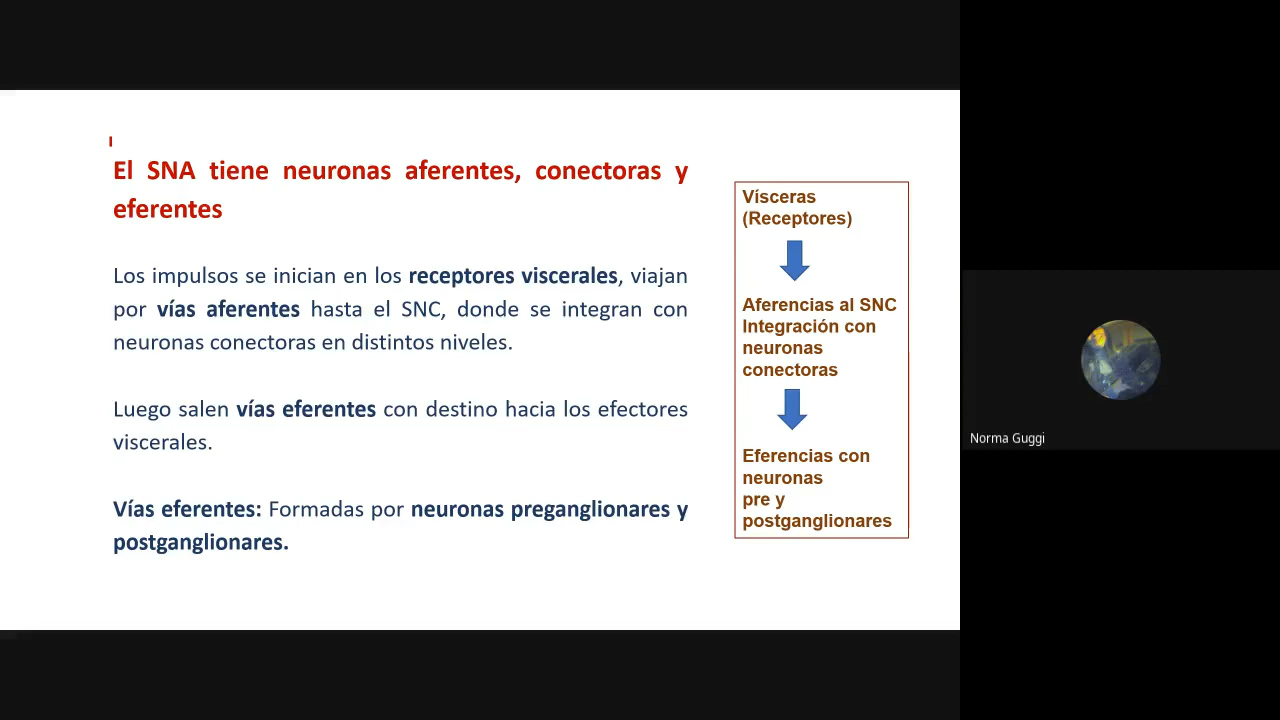 El SNA tiene neuronas aferentes, conectoras y
eferentes
Los impulsos se inician en los receptores viscerales, viajan
por vías aferentes hasta el SNC, donde se integran con
neuronas conectoras en distintos niveles.
Luego salen vías eferentes con destino hacia los efectores
viscerales.
Vías eferentes: Formadas por neuronas preganglionares y
postganglionares.
Vísceras
(Receptores)
Aferencias al SNC
Integración con
neuronas
conectoras
Eferencias con
neuronas
pre y
postganglionares
Norma Guggi